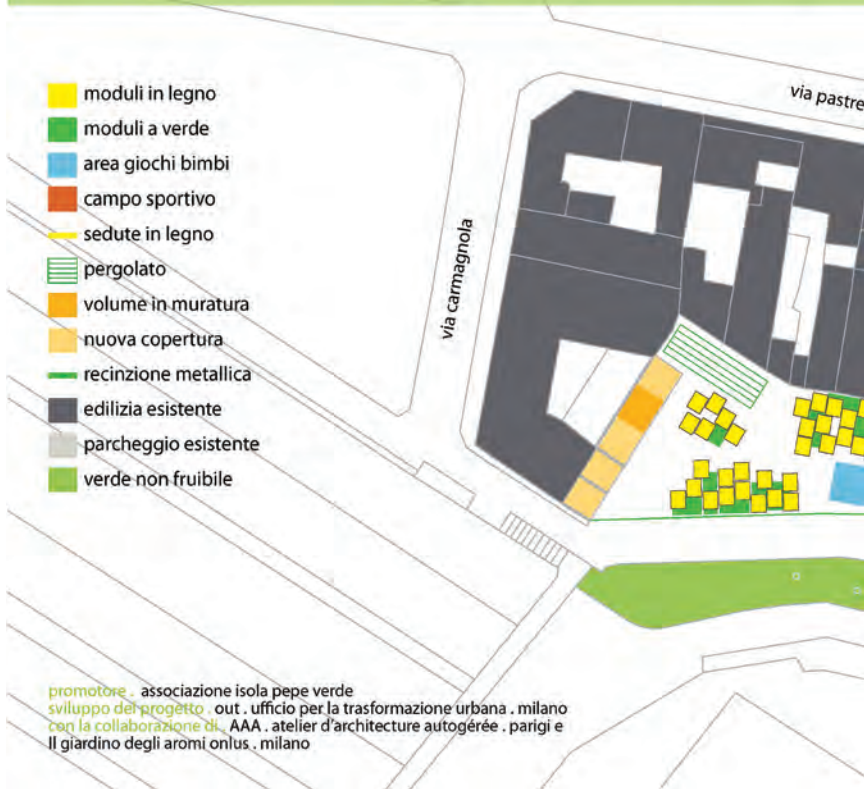 moduli in legno
moduli a verde
area giochi bimbi
campo sportivo
sedute in legno
pergolato
volume in muratura
nuova copertura
recinzione metallica
edilizia esistente
parcheggio esistente
verde non fruibile
via carmagnola
via pastre
promotore . associazione isola pepe verde
sviluppo del progetto . out . ufficio per la trasformazione urbana . milano
con la collaborazione di . AAA . atelier d'architecture autogérée . parigi e
Il giardino degli aromi onlus . milano